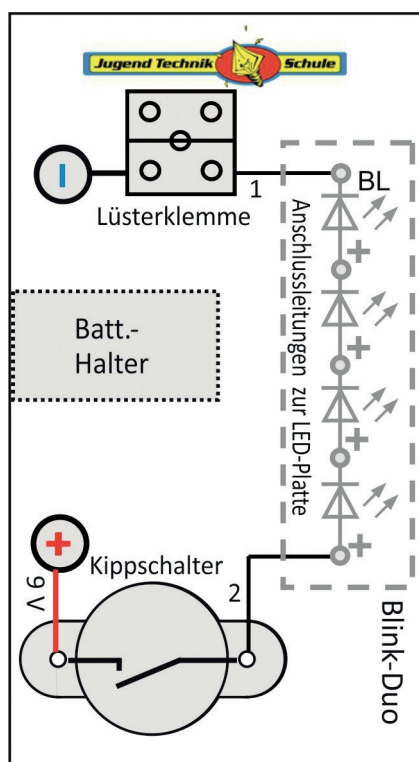 Jugend Technik Schule
−
1
BL
Lüsterklemme
Anschlussleitungen zur LED-Platte
+
+
+
+
Batt.-
Halter
+
Kippschalter
9 V
2
Blink-Duo